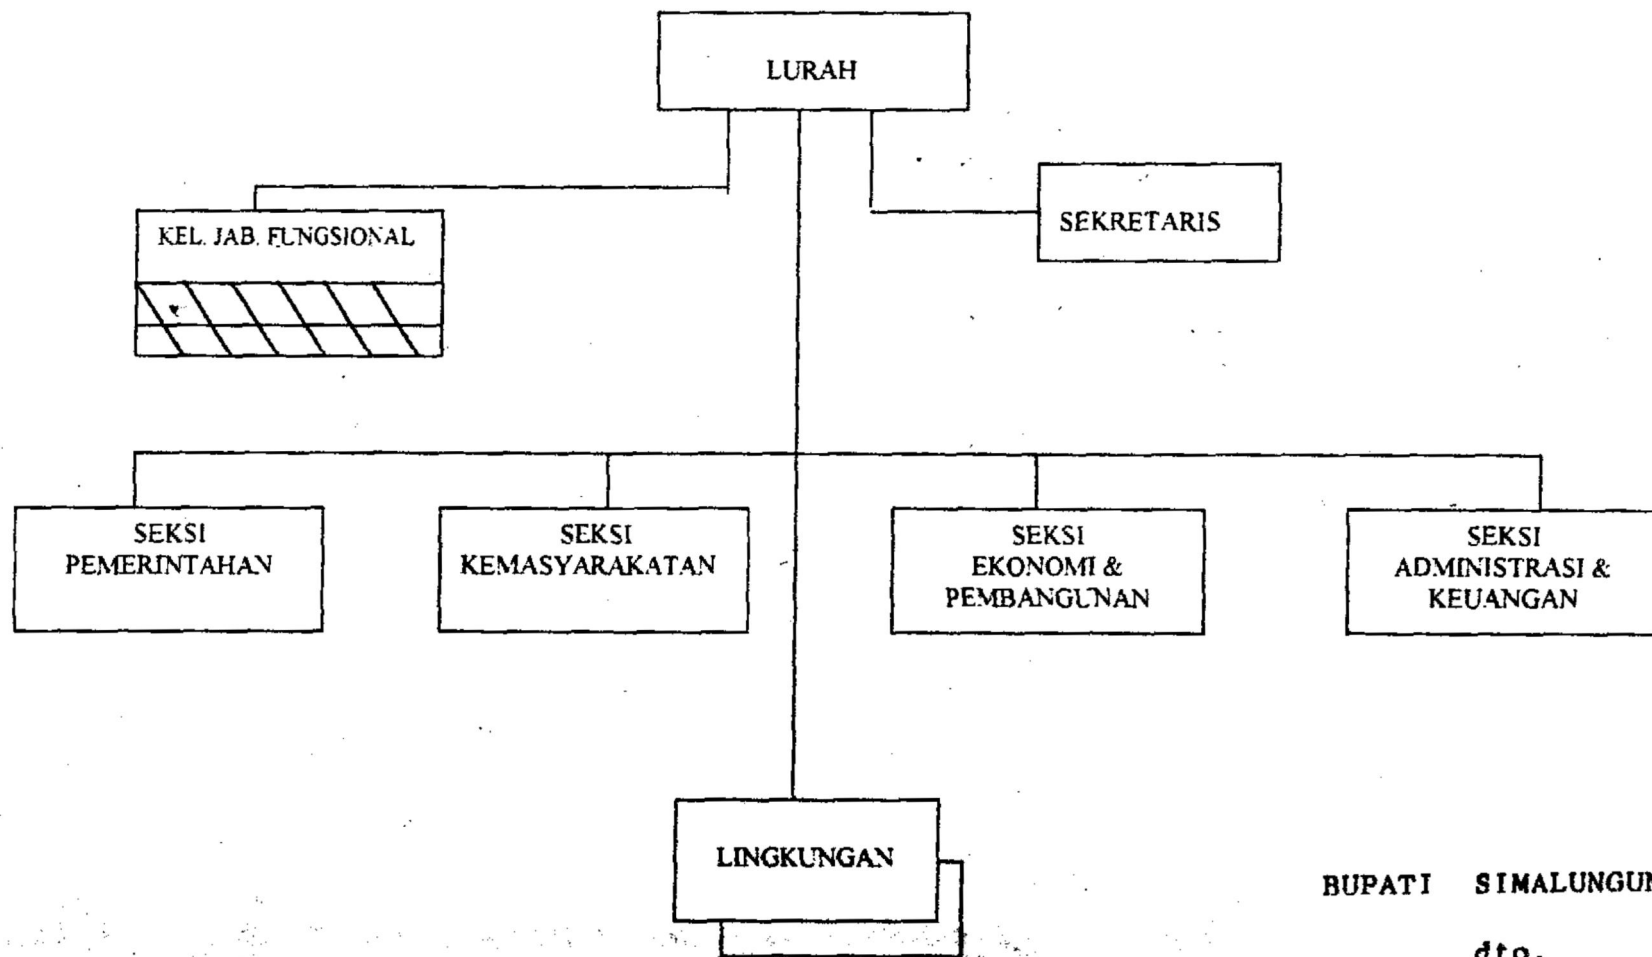 LURAH
SEKRETARIS
KEL. JAB. FUNGSIONAL
SEKSI
PEMERINTAHAN
SEKSI
KEMASYARAKATAN
SEKSI
EKONOMI &
PEMBANGUNAN
SEKSI
ADMINISTRASI &
KEUANGAN
LINGKUNGAN
BUPATI SIMALUNGUN
dto.